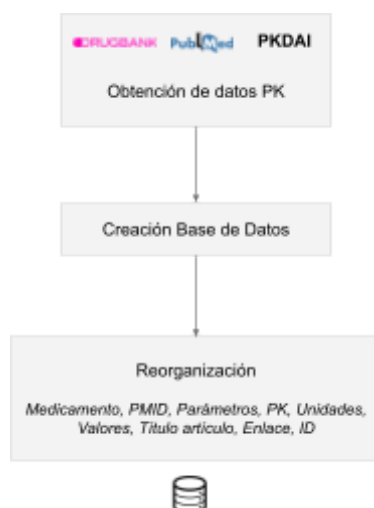 DRUGBANK PubMed PKDAI
Obtención de datos PK
Creación Base de Datos
Reorganización
Medicamento, PMID, Parámetros, PK, Unidades,
Valores, Título artículo, Enlace, ID